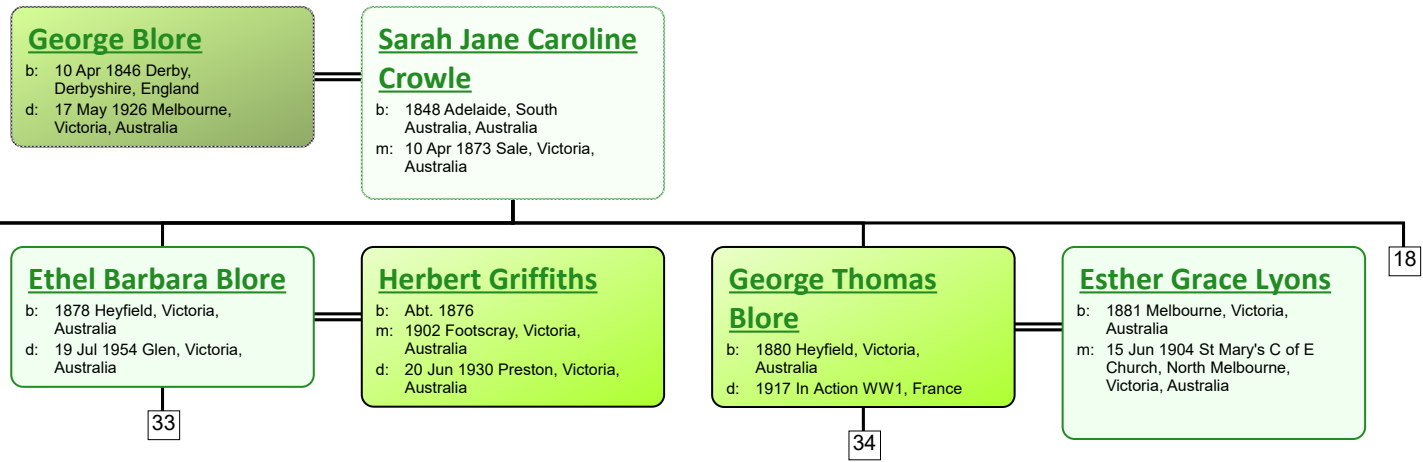 George Blore
b: 10 Apr 1846 Derby,
Derbyshire, England
d: 17 May 1926 Melbourne,
Victoria, Australia
Sarah Jane Caroline
Crowle
b: 1848 Adelaide, South
Australia, Australia
m: 10 Apr 1873 Sale, Victoria,
Australia
18
Ethel Barbara Blore
b: 1878 Heyfield, Victoria,
Australia
d: 19 Jul 1954 Glen, Victoria,
Australia
33
Herbert Griffiths
b: Abt. 1876
m: 1902 Footscray, Victoria,
Australia
d: 20 Jun 1930 Preston, Victoria,
Australia
George Thomas
Blore
b: 1880 Heyfield, Victoria,
Australia
d: 1917 In Action WW1, France
34
Esther Grace Lyons
b: 1881 Melbourne, Victoria,
Australia
m: 15 Jun 1904 St Mary's C of E
Church, North Melbourne,
Victoria, Australia